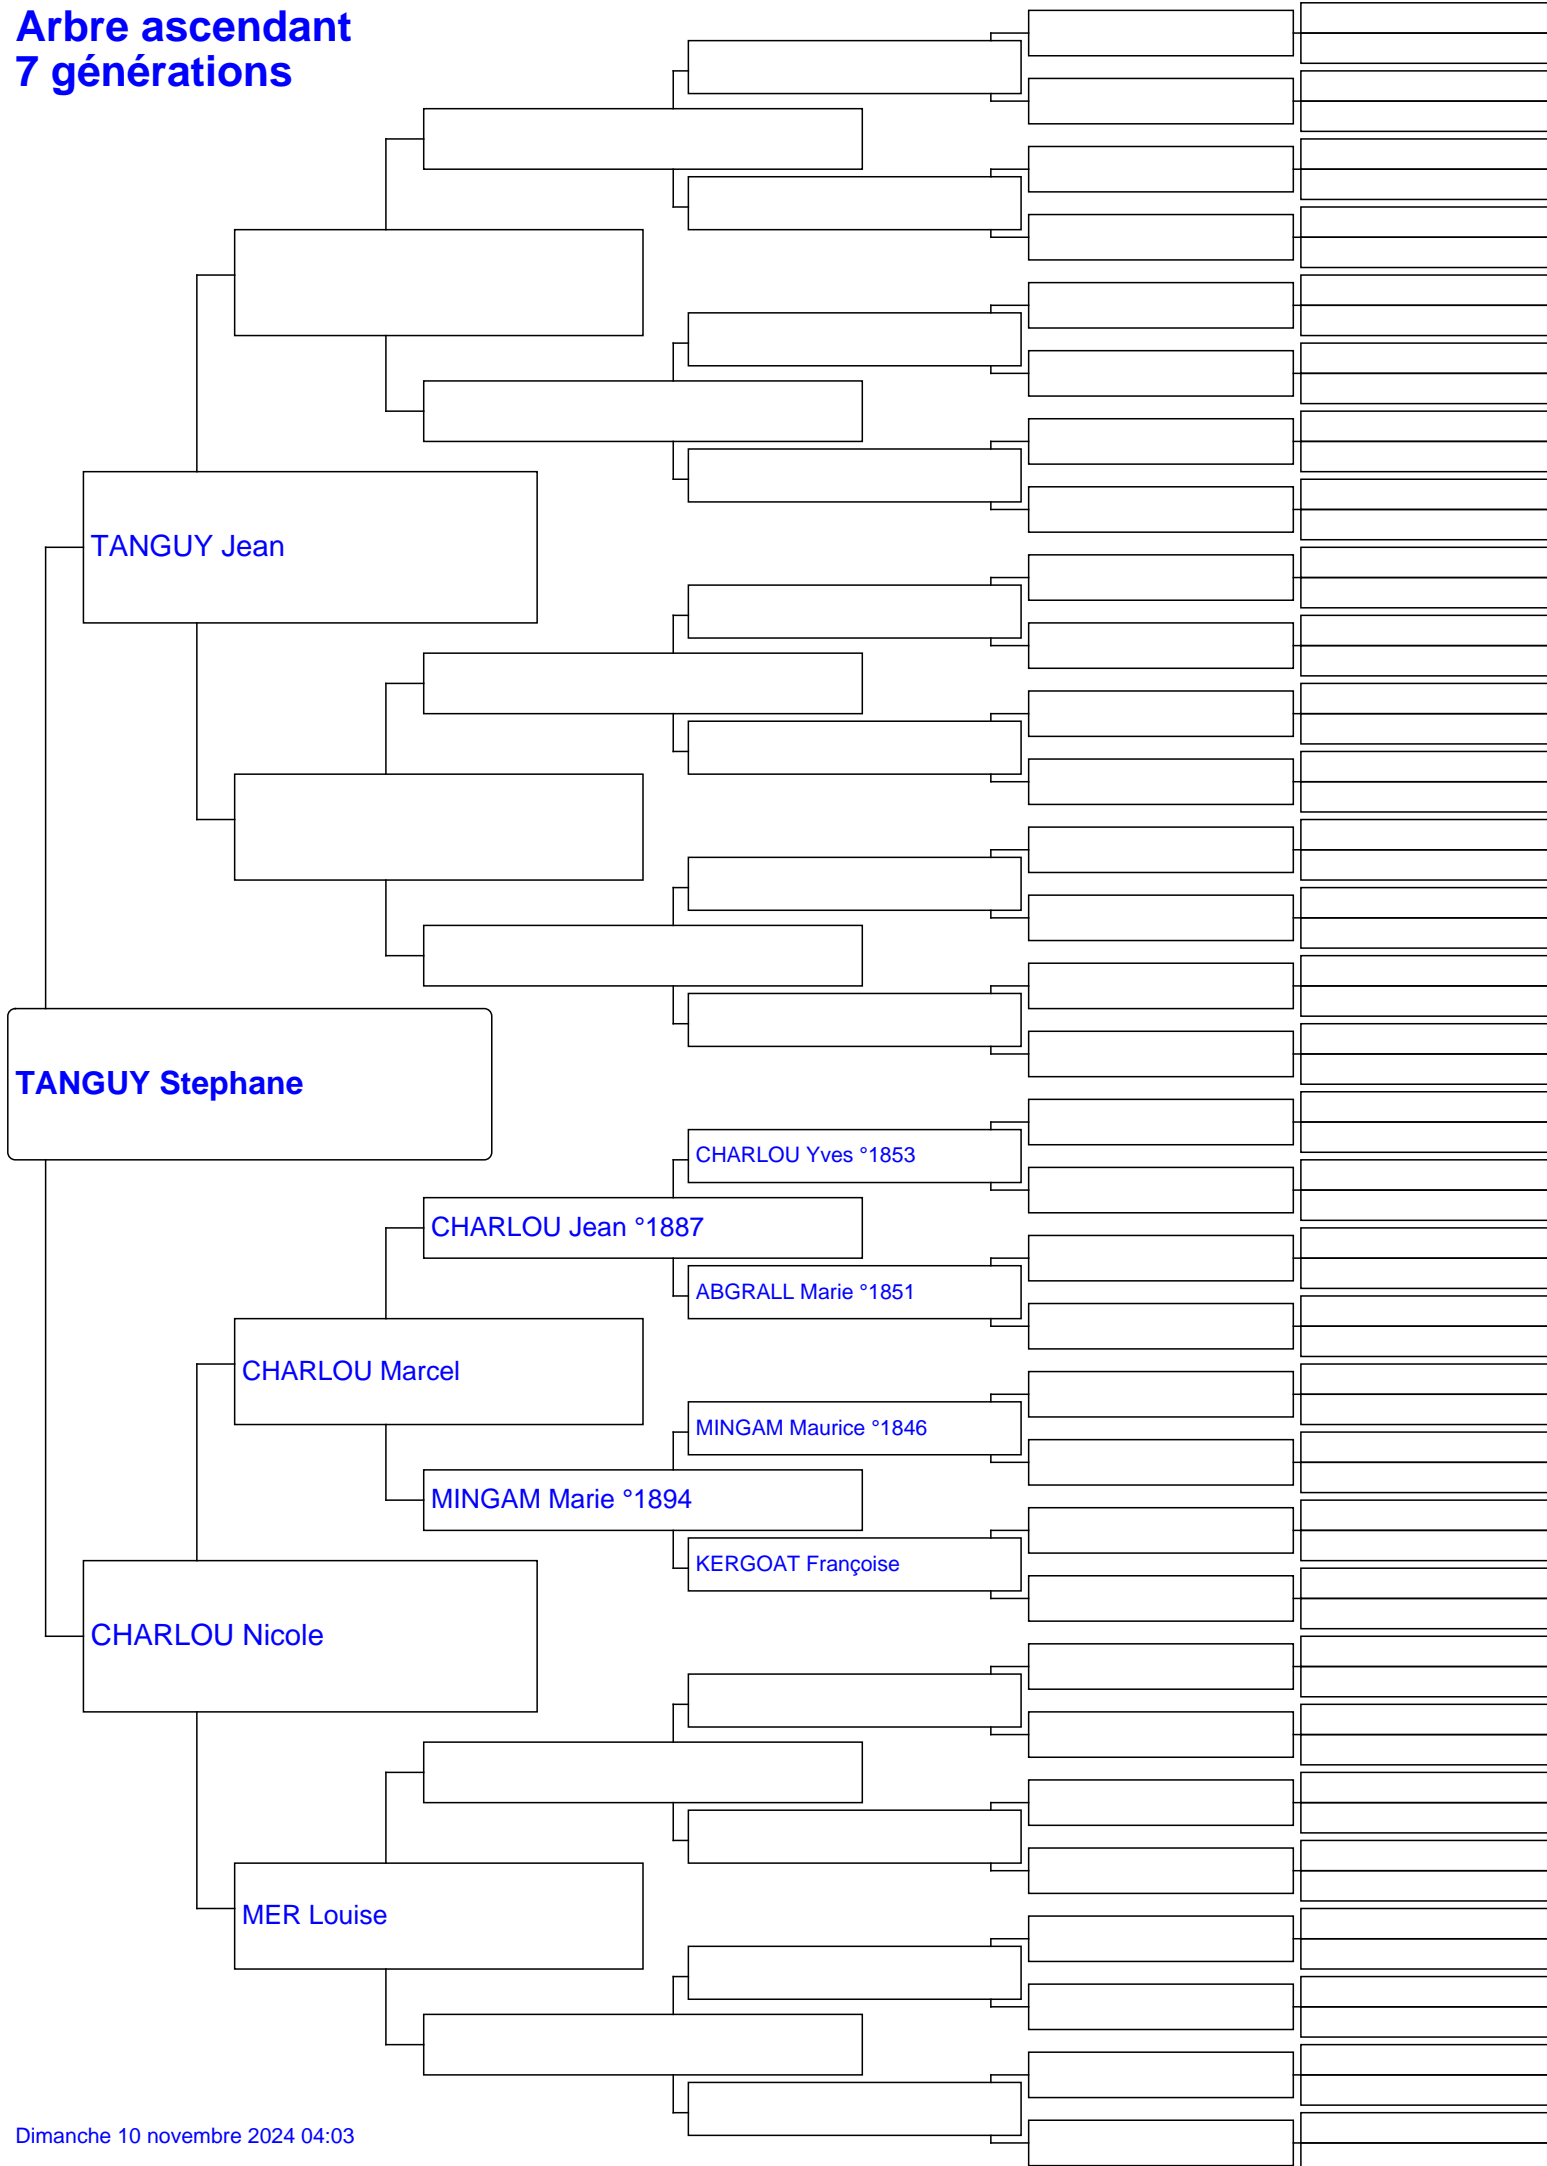 Arbre ascendant
7 générations
TANGUY Jean
TANGUY Stephane
CHARLOU Yves °1853
CHARLOU Jean °1887
ABGRALL Marie °1851
CHARLOU Marcel
MINGAM Maurice °1846
MINGAM Marie °1894
KERGOAT Françoise
CHARLOU Nicole
MER Louise
Dimanche 10 novembre 2024 04:03